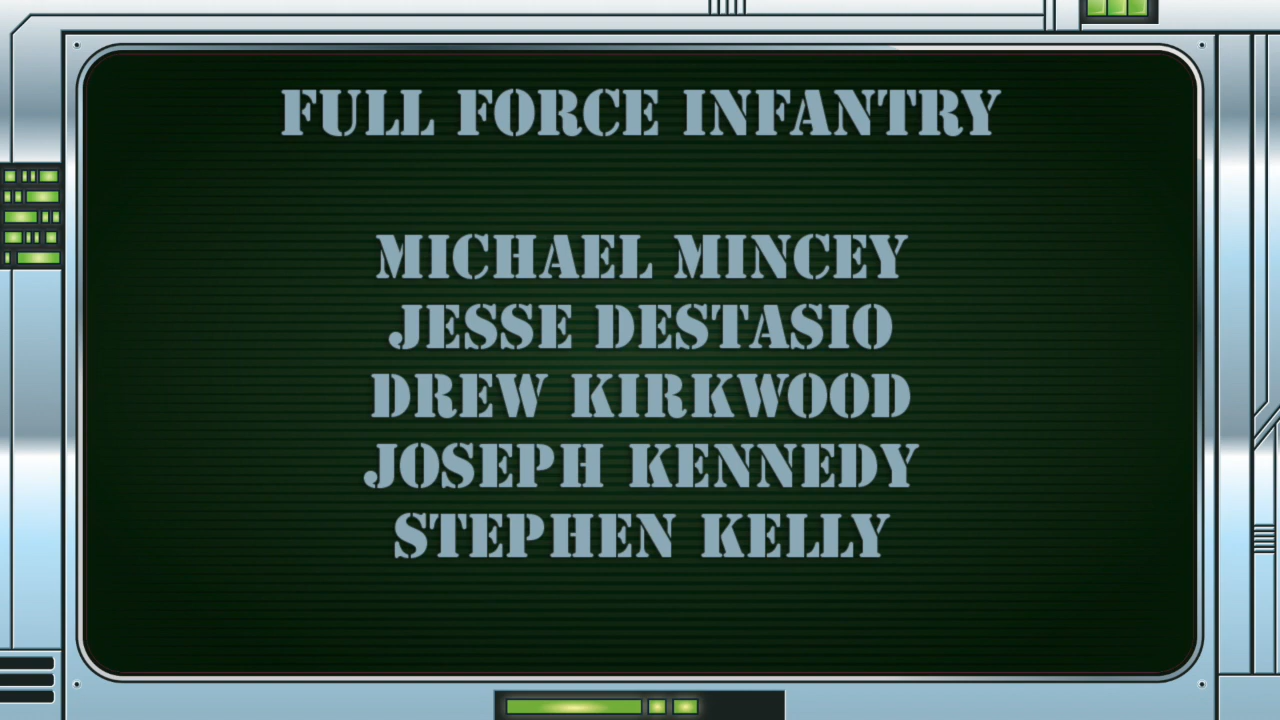 FULL FORCE INFANTRY
MICHAEL MINCEY
JESSE DESTASIO
DREW KIRKWOOD
JOSEPH KENNEDY
STEPHEN KELLY